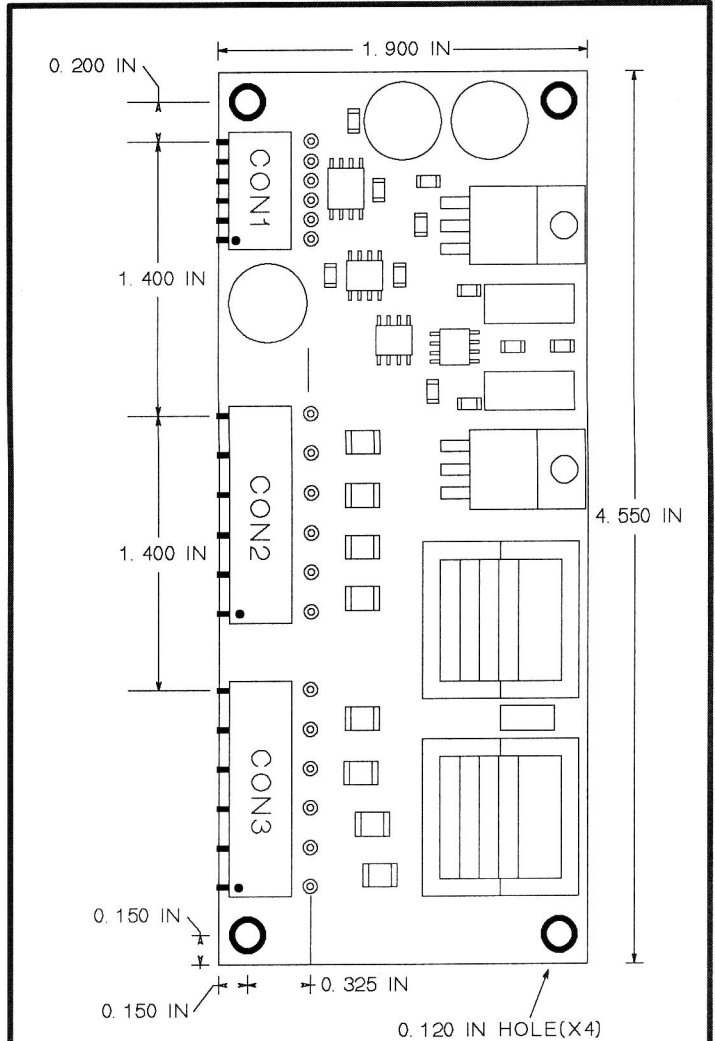 1. 900 IN
0. 200 IN
CON1
1. 400 IN
CON2
4. 550 IN
1. 400 IN
CON3
0. 150 IN
0. 325 IN
0. 150 IN
0. 120 IN HOLE(X4)